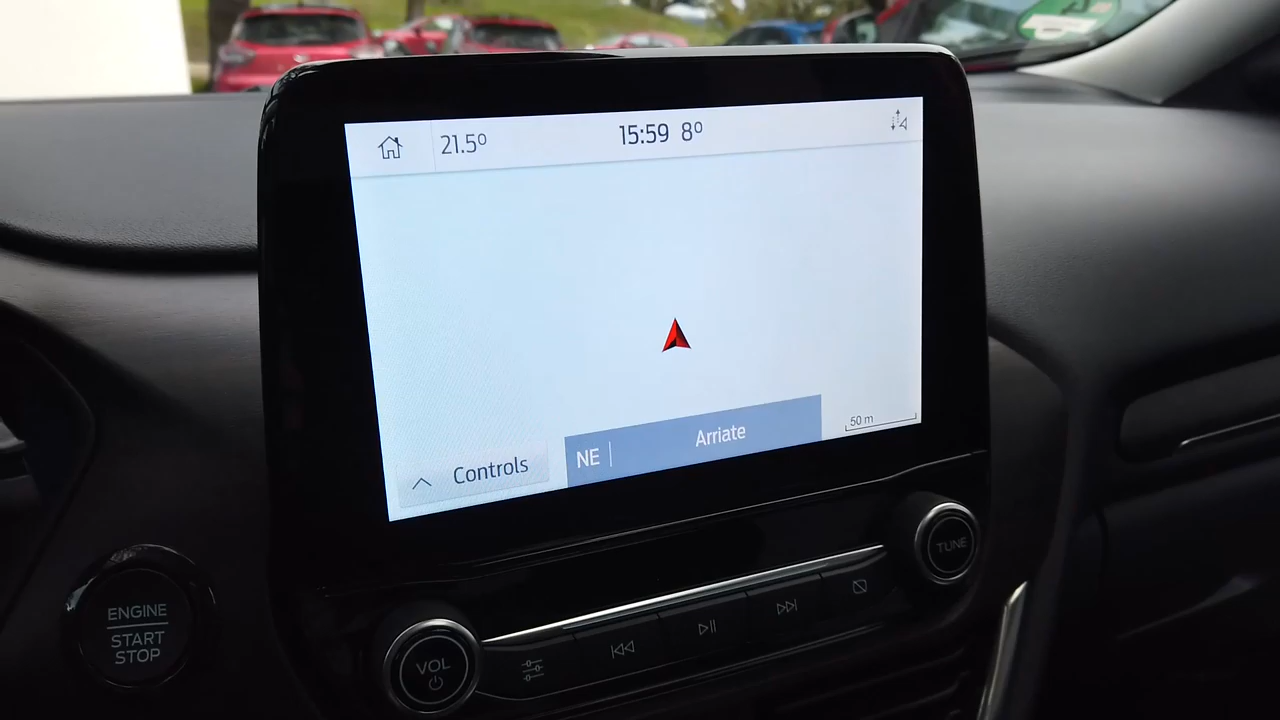 21.5º
15:59 8º
50 m
NE Arriate
Controls
TUNE
ENGINE
START
STOP
VOL